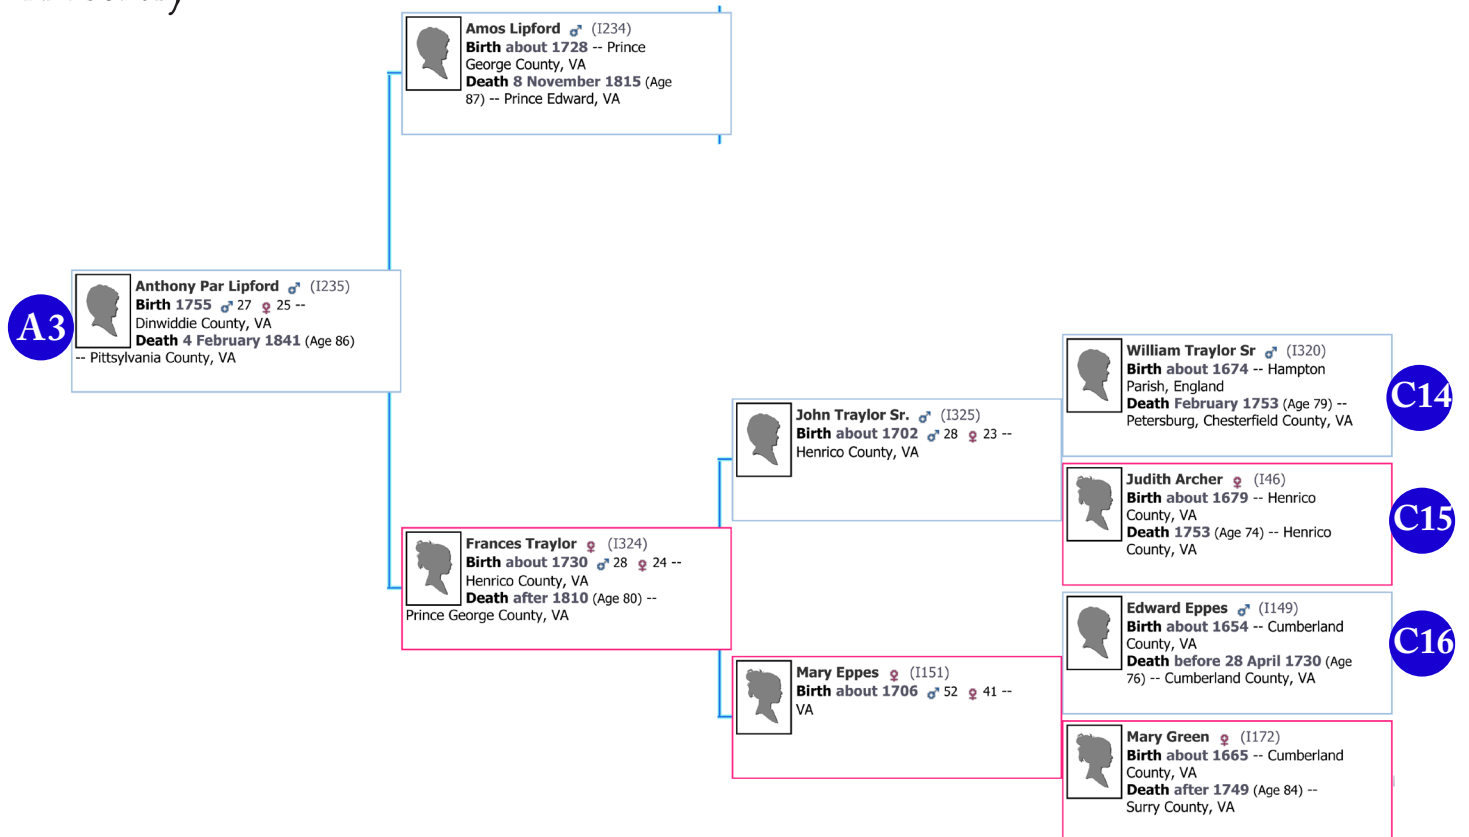 Amos Lipford ♂ (I234)
Birth about 1728 -- Prince
George County, VA
Death 8 November 1815 (Age
87) -- Prince Edward, VA
A3
Anthony Par Lipford ♂ (I235)
Birth 1755 ♂ 27 ♀ 25 --
Dinwiddie County, VA
Death 4 February 1841 (Age 86)
-- Pittsylvania County, VA
Frances Traylor ♀ (I324)
Birth about 1730 ♂ 28 ♀ 24 --
Henrico County, VA
Death after 1810 (Age 80) --
Prince George County, VA
John Traylor Sr. ♂ (I325)
Birth about 1702 ♂ 28 ♀ 23 --
Henrico County, VA
Mary Eppes ♀ (I151)
Birth about 1706 ♂ 52 ♀ 41 --
VA
William Traylor Sr ♂ (I320)
Birth about 1674 -- Hampton
Parish, England
Death February 1753 (Age 79) --
Petersburg, Chesterfield County, VA
C14
Judith Archer ♀ (I46)
Birth about 1679 -- Henrico
County, VA
Death 1753 (Age 74) -- Henrico
County, VA
C15
Edward Eppes ♂ (I149)
Birth about 1654 -- Cumberland
County, VA
Death before 28 April 1730 (Age
76) -- Cumberland County, VA
C16
Mary Green ♀ (I172)
Birth about 1665 -- Cumberland
County, VA
Death after 1749 (Age 84) --
Surry County, VA